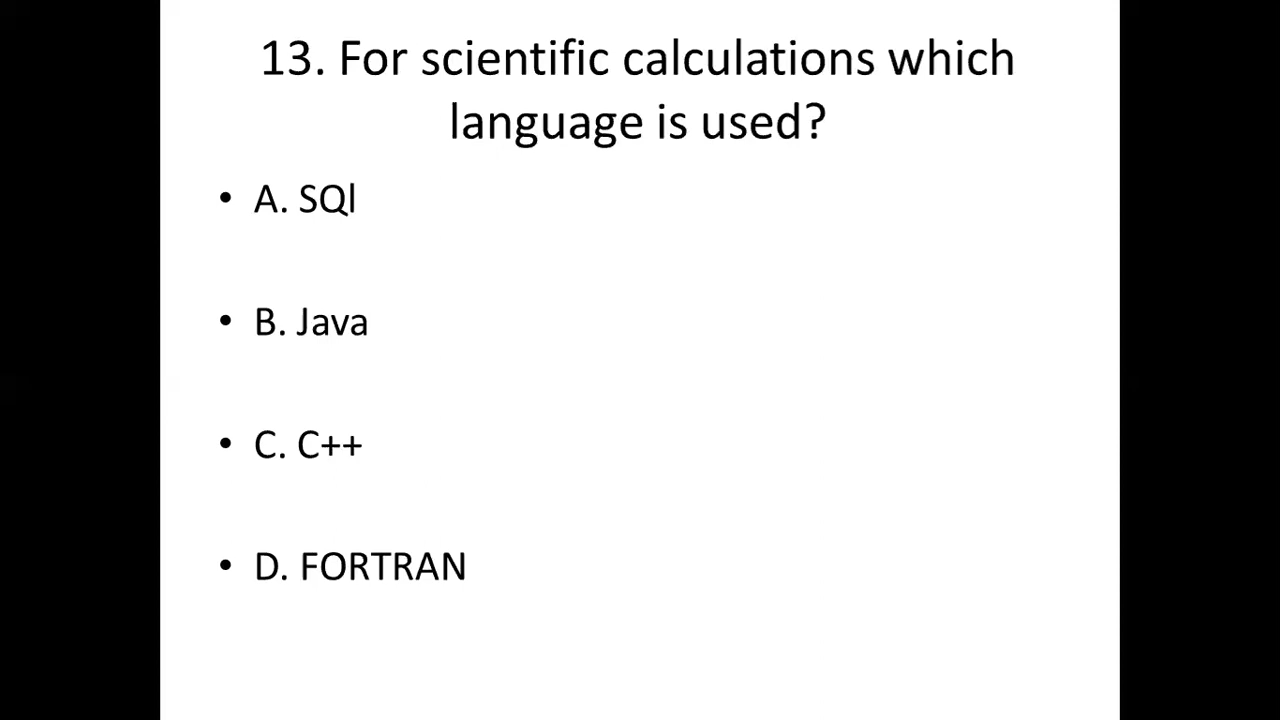 13. For scientific calculations which
language is used?
• A. SQl
• B. Java
• C. C++
• D. FORTRAN